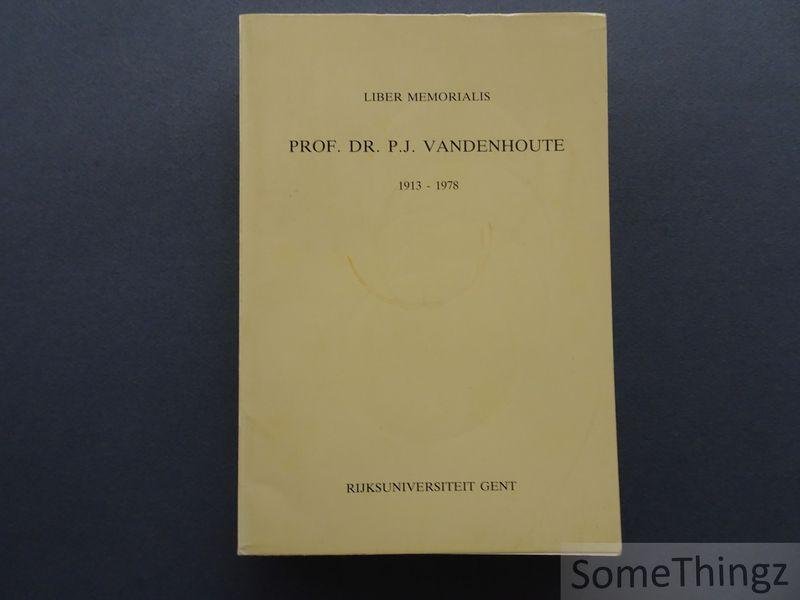 LIBER MEMORIALIS
PROF. DR. P.J. VANDENHOUTE
1913 - 1978
RIJKSUNIVERSITEIT GENT
SomeThingz